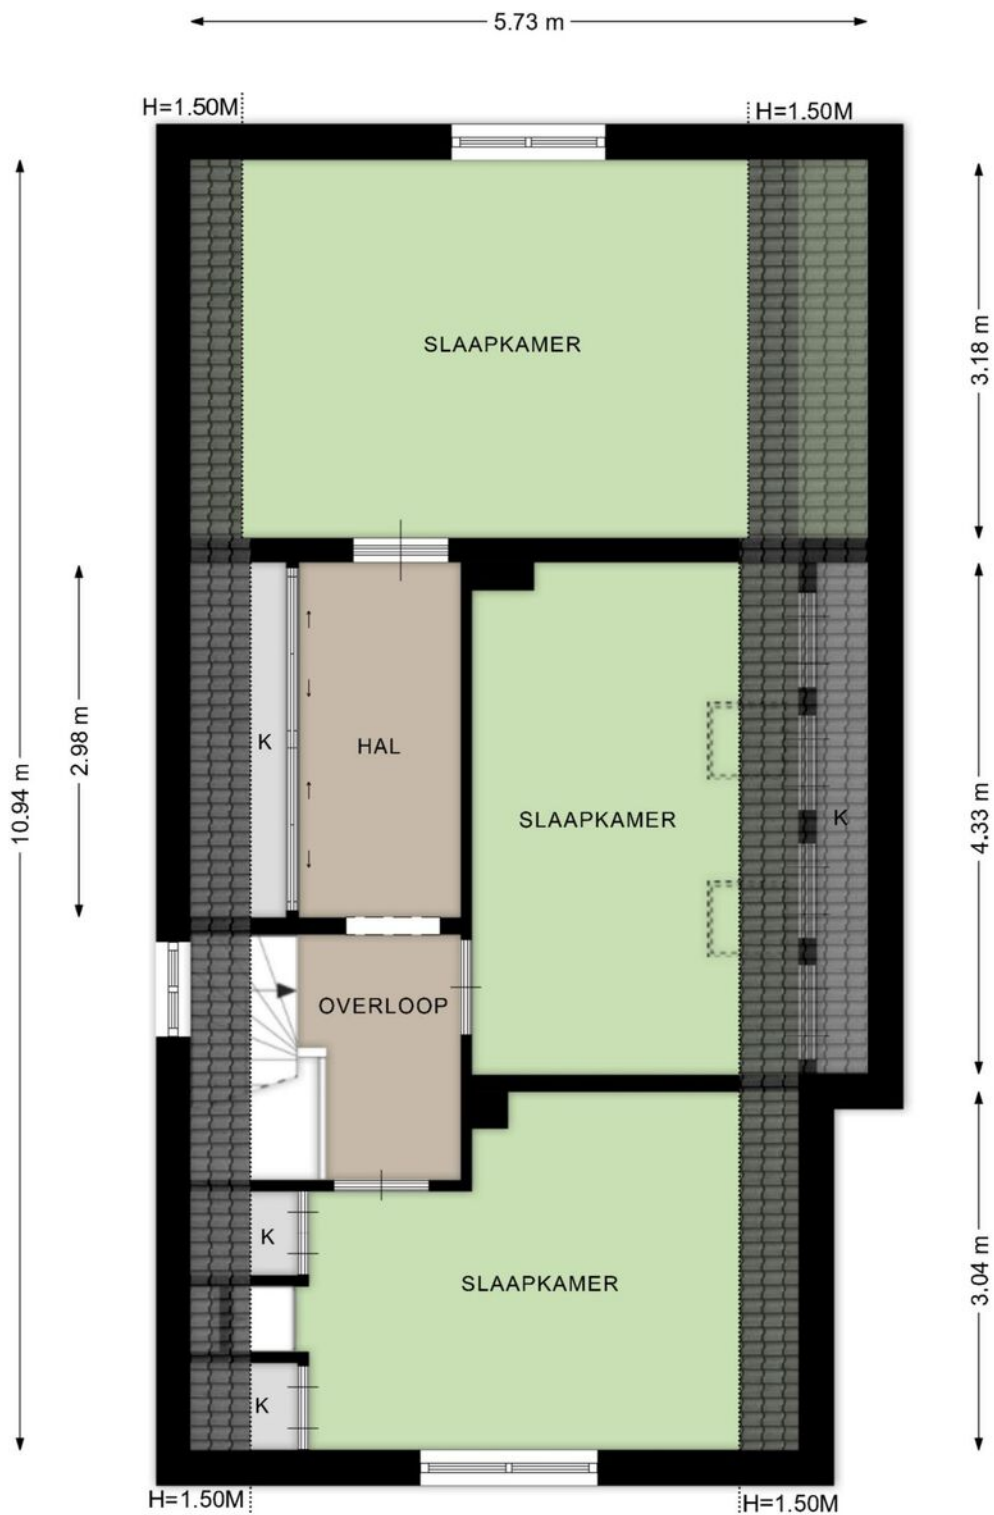 5.73 m
H=1.50M
H=1.50M
SLAAPKAMER
3.18 m
2.98 m
K
HAL
10.94 m
SLAAPKAMER
K
4.33 m
OVERLOOP
K
SLAAPKAMER
3.04 m
K
H=1.50M
H=1.50M